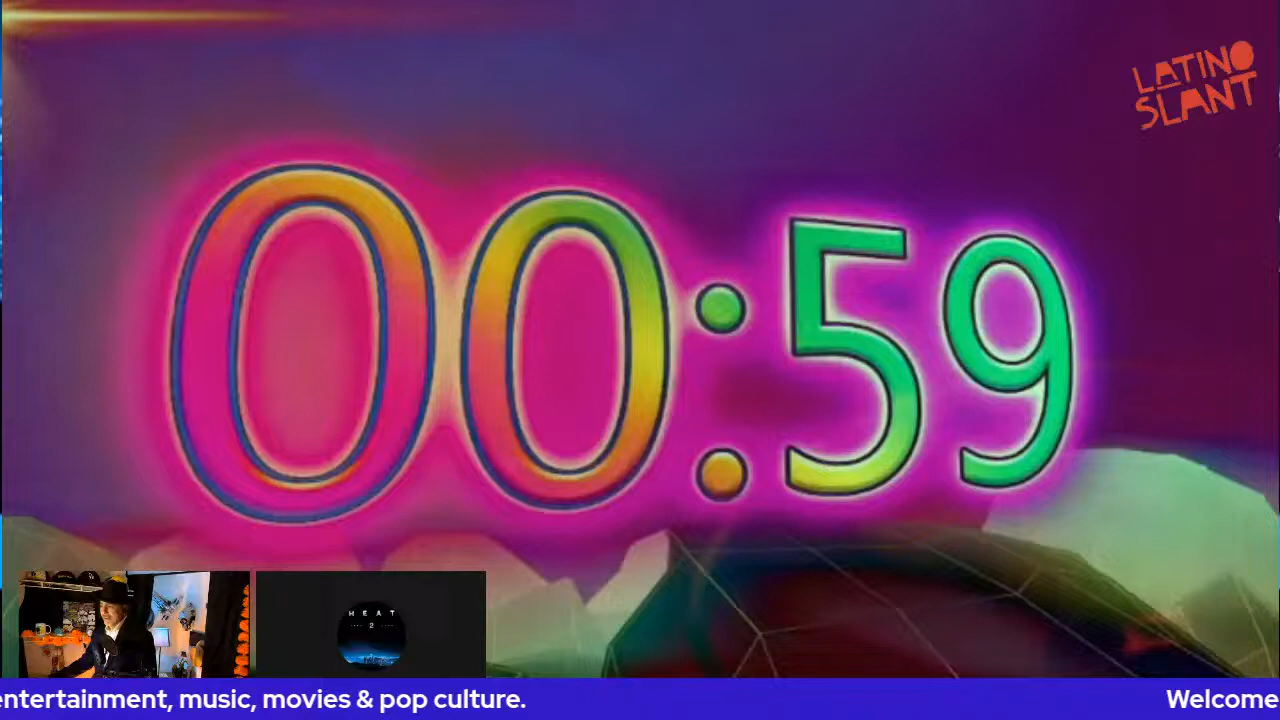 LATINO
SLANT
00:59
HEAT
2
entertainment, music, movies & pop culture.
Welcome